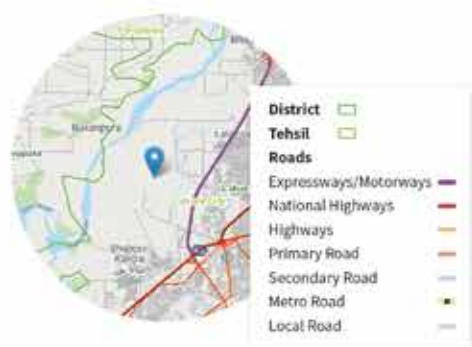 District
Tehsil
Roads
Expressways/Motorways
National Highways
Highways
Primary Road
Secondary Road
Metro Road
Local Road